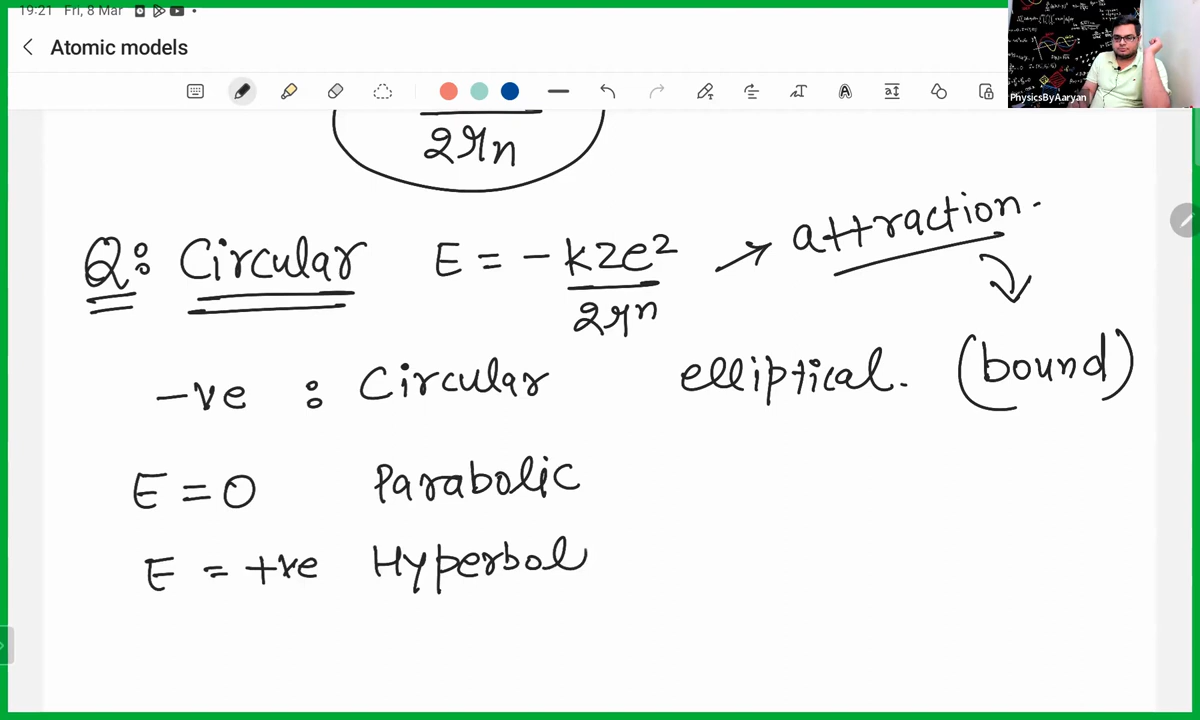 19:21 Fri, 8 Mar
Atomic models
PhysicsByAaryan
2rn
Q: Circular E = - kze² / 2rn → attraction.
-ve : Circular elliptical. (bound)
E = 0 Parabolic
E = +ve Hyperbol